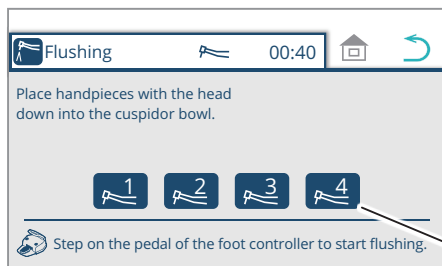 Flushing 00:40
Place handpieces with the head
down into the cuspidor bowl.
1 2 3 4
Step on the pedal of the foot controller to start flushing.